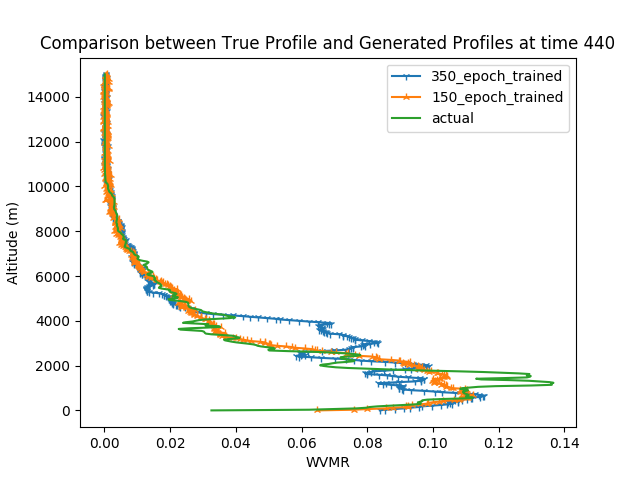 Comparison between True Profile and Generated Profiles at time 440
350_epoch_trained
150_epoch_trained
actual
Altitude (m)
14000
12000
10000
8000
6000
4000
2000
0
0.00 0.02 0.04 0.06 0.08 0.10 0.12 0.14
WVMR